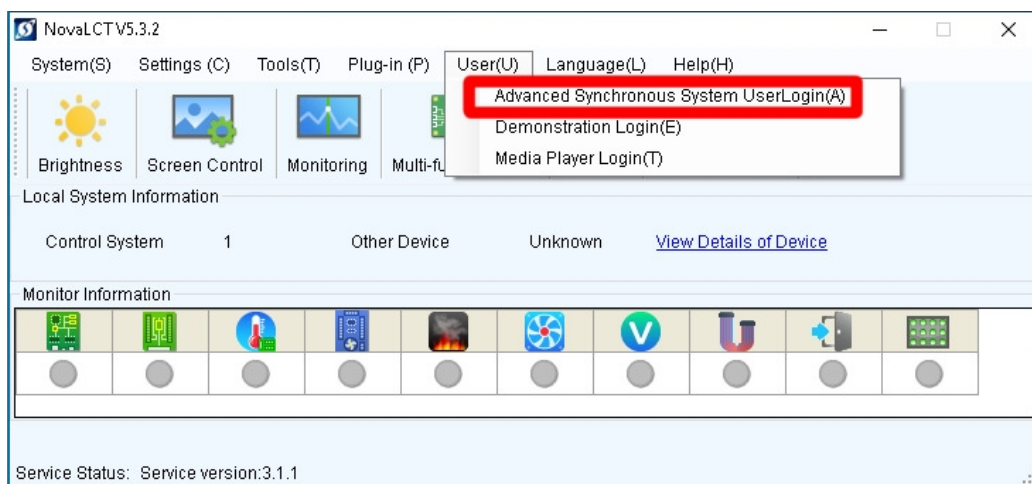 NovaLCT V5.3.2
System(S) Settings (C) Tools(T) Plug-in (P) User(U) Language(L) Help(H)
Advanced Synchronous System UserLogin(A)
Demonstration Login(E)
Media Player Login(T)
Brightness Screen Control Monitoring
Local System Information
Control System 1 Other Device Unknown View Details of Device
Monitor Information
V
Service Status: Service version:3.1.1